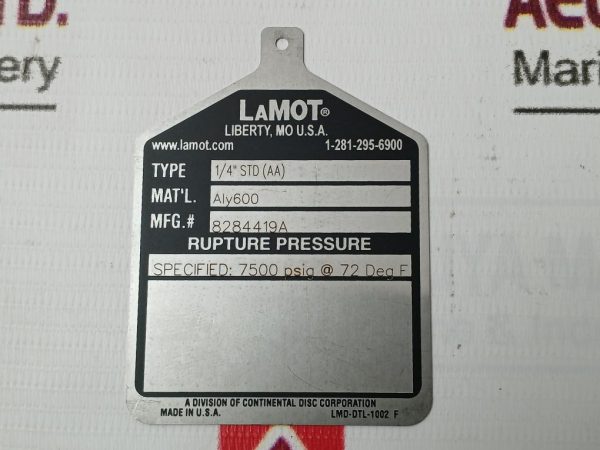 TD.
ery
Mari
LAMOT®
LIBERTY, MO U.S.A.
www.lamot.com 1-281-295-6900
TYPE 1/4" STD (AA)
MAT'L. Aly600
MFG.# 8284419A
RUPTURE PRESSURE
SPECIFIED: 7500 psig @ 72 Deg F
A DIVISION OF CONTINENTAL DISC CORPORATION
MADE IN U.S.A. LMD-DTL-1002 F